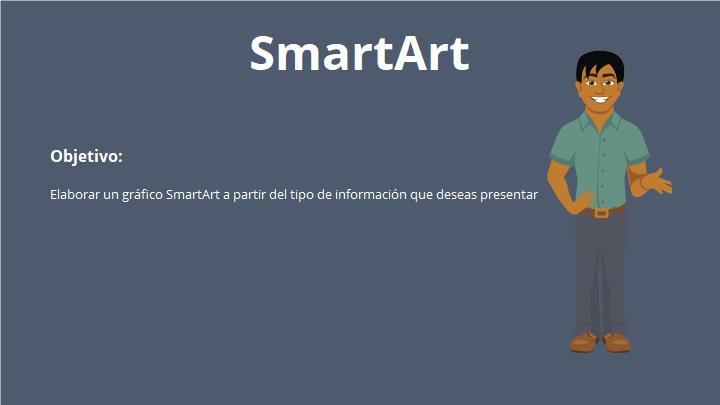 SmartArt
Objetivo:
Elaborar un gráfico SmartArt a partir del tipo de información que deseas presentar